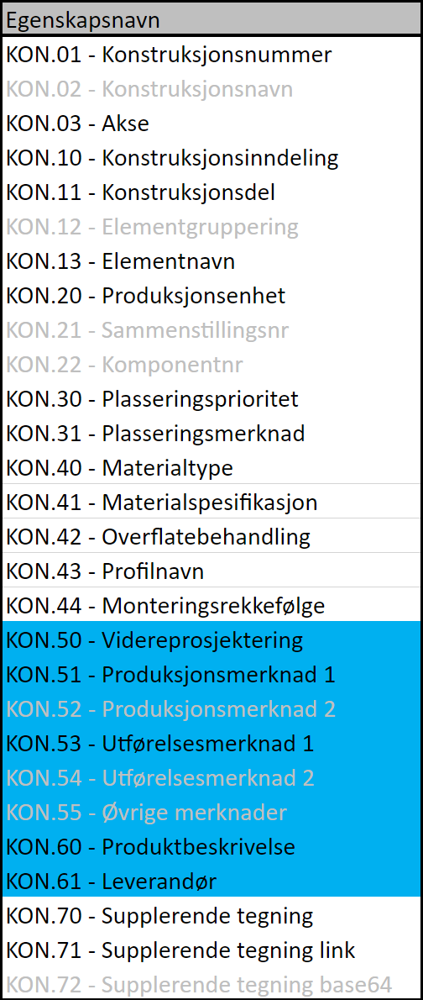 Egenskapsnavn
KON.01 - Konstruksjonsnummer
KON.02 - Konstruksjonsnavn
KON.03 - Akse
KON.10 - Konstruksjonsinndeling
KON.11 - Konstruksjonsdel
KON.12 - Elementgruppering
KON.13 - Elementnavn
KON.20 - Produksjonsenhet
KON.21 - Sammenstillingsnr
KON.22 - Komponentnr
KON.30 - Plasseringsprioritet
KON.31 - Plasseringsmerknad
KON.40 - Materialtype
KON.41 - Materialspesifikasjon
KON.42 - Overflatebehandling
KON.43 - Profilnavn
KON.44 - Monteringsrekkefølge
KON.50 - Videreprosjektering
KON.51 - Produksjonsmerknad 1
KON.52 - Produksjonsmerknad 2
KON.53 - Utførelsesmerknad 1
KON.54 - Utførelsesmerknad 2
KON.55 - Øvrige merknader
KON.60 - Produktbeskrivelse
KON.61 - Leverandør
KON.70 - Supplerende tegning
KON.71 - Supplerende tegning link
KON.72 - Supplerende tegning base64